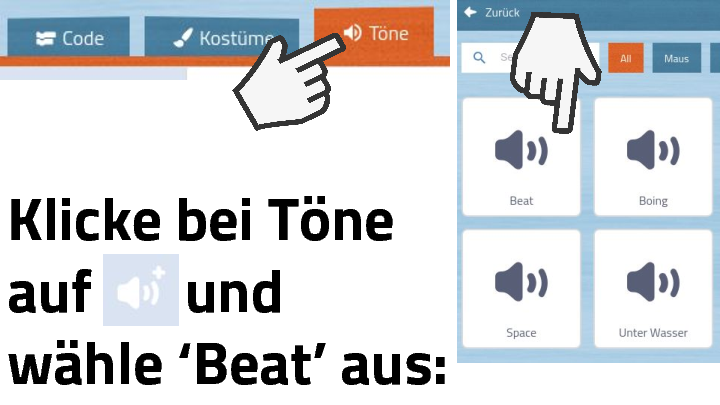 Code
Kostüme
Töne
Klicke bei Töne
auf und
wähle ‘Beat’ aus:
Zurück
All
Maus
Beat
Boing
Space
Unter Wasser